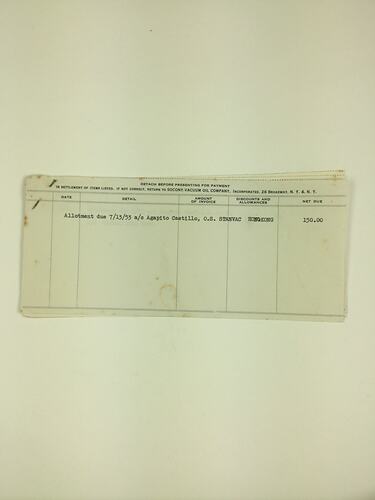 DETACH BEFORE PRESENTING FOR PAYMENT
IN SETTLEMENT OF ITEMS LISTED. IF NOT CORRECT, RETURN TO SOCONY-VACUUM OIL COMPANY, INCORPORATED, 26 BROADWAY, N. Y. 4, N. Y.
DATE DETAIL AMOUNT OF INVOICE DISCOUNTS AND ALLOWANCES NET DUE
Allotment due 7/13/55 a/o Agapito Castillo, O.S. STANVAC HONGKONG 150.00